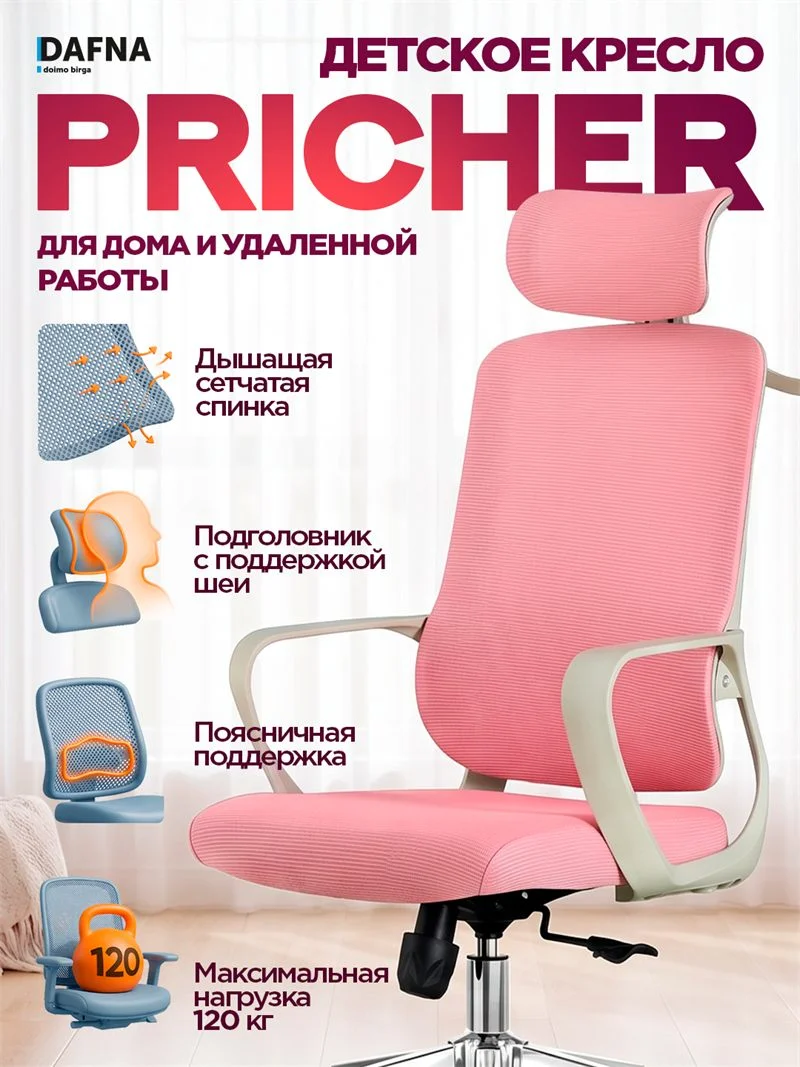 DAFNA
doimo birga
ДЕТСКОЕ КРЕСЛО
PRICHER
ДЛЯ ДОМА И УДАЛЕННОЙ
РАБОТЫ
Дышащая
сетчатая
спинка
Подголовник
с поддержкой
шеи
Поясничная
поддержка
120
Максимальная
нагрузка
120 кг